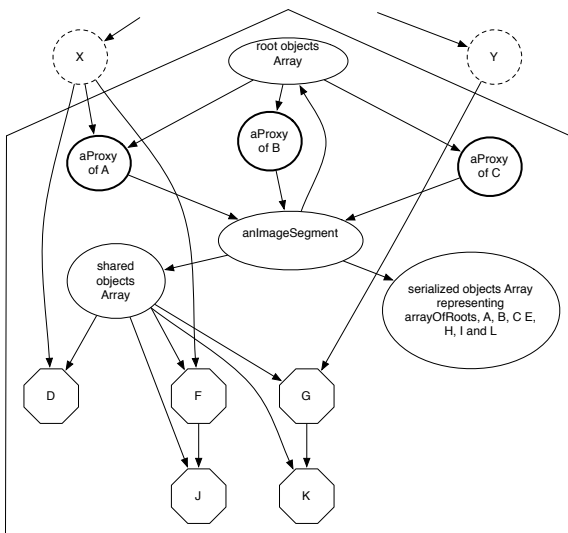 X
root objects
Array
Y
aProxy
of A
aProxy
of B
aProxy
of C
anImageSegment
shared
objects
Array
serialized objects Array
representing
arrayOfRoots, A, B, C E,
H, I and L
D
F
G
J
K